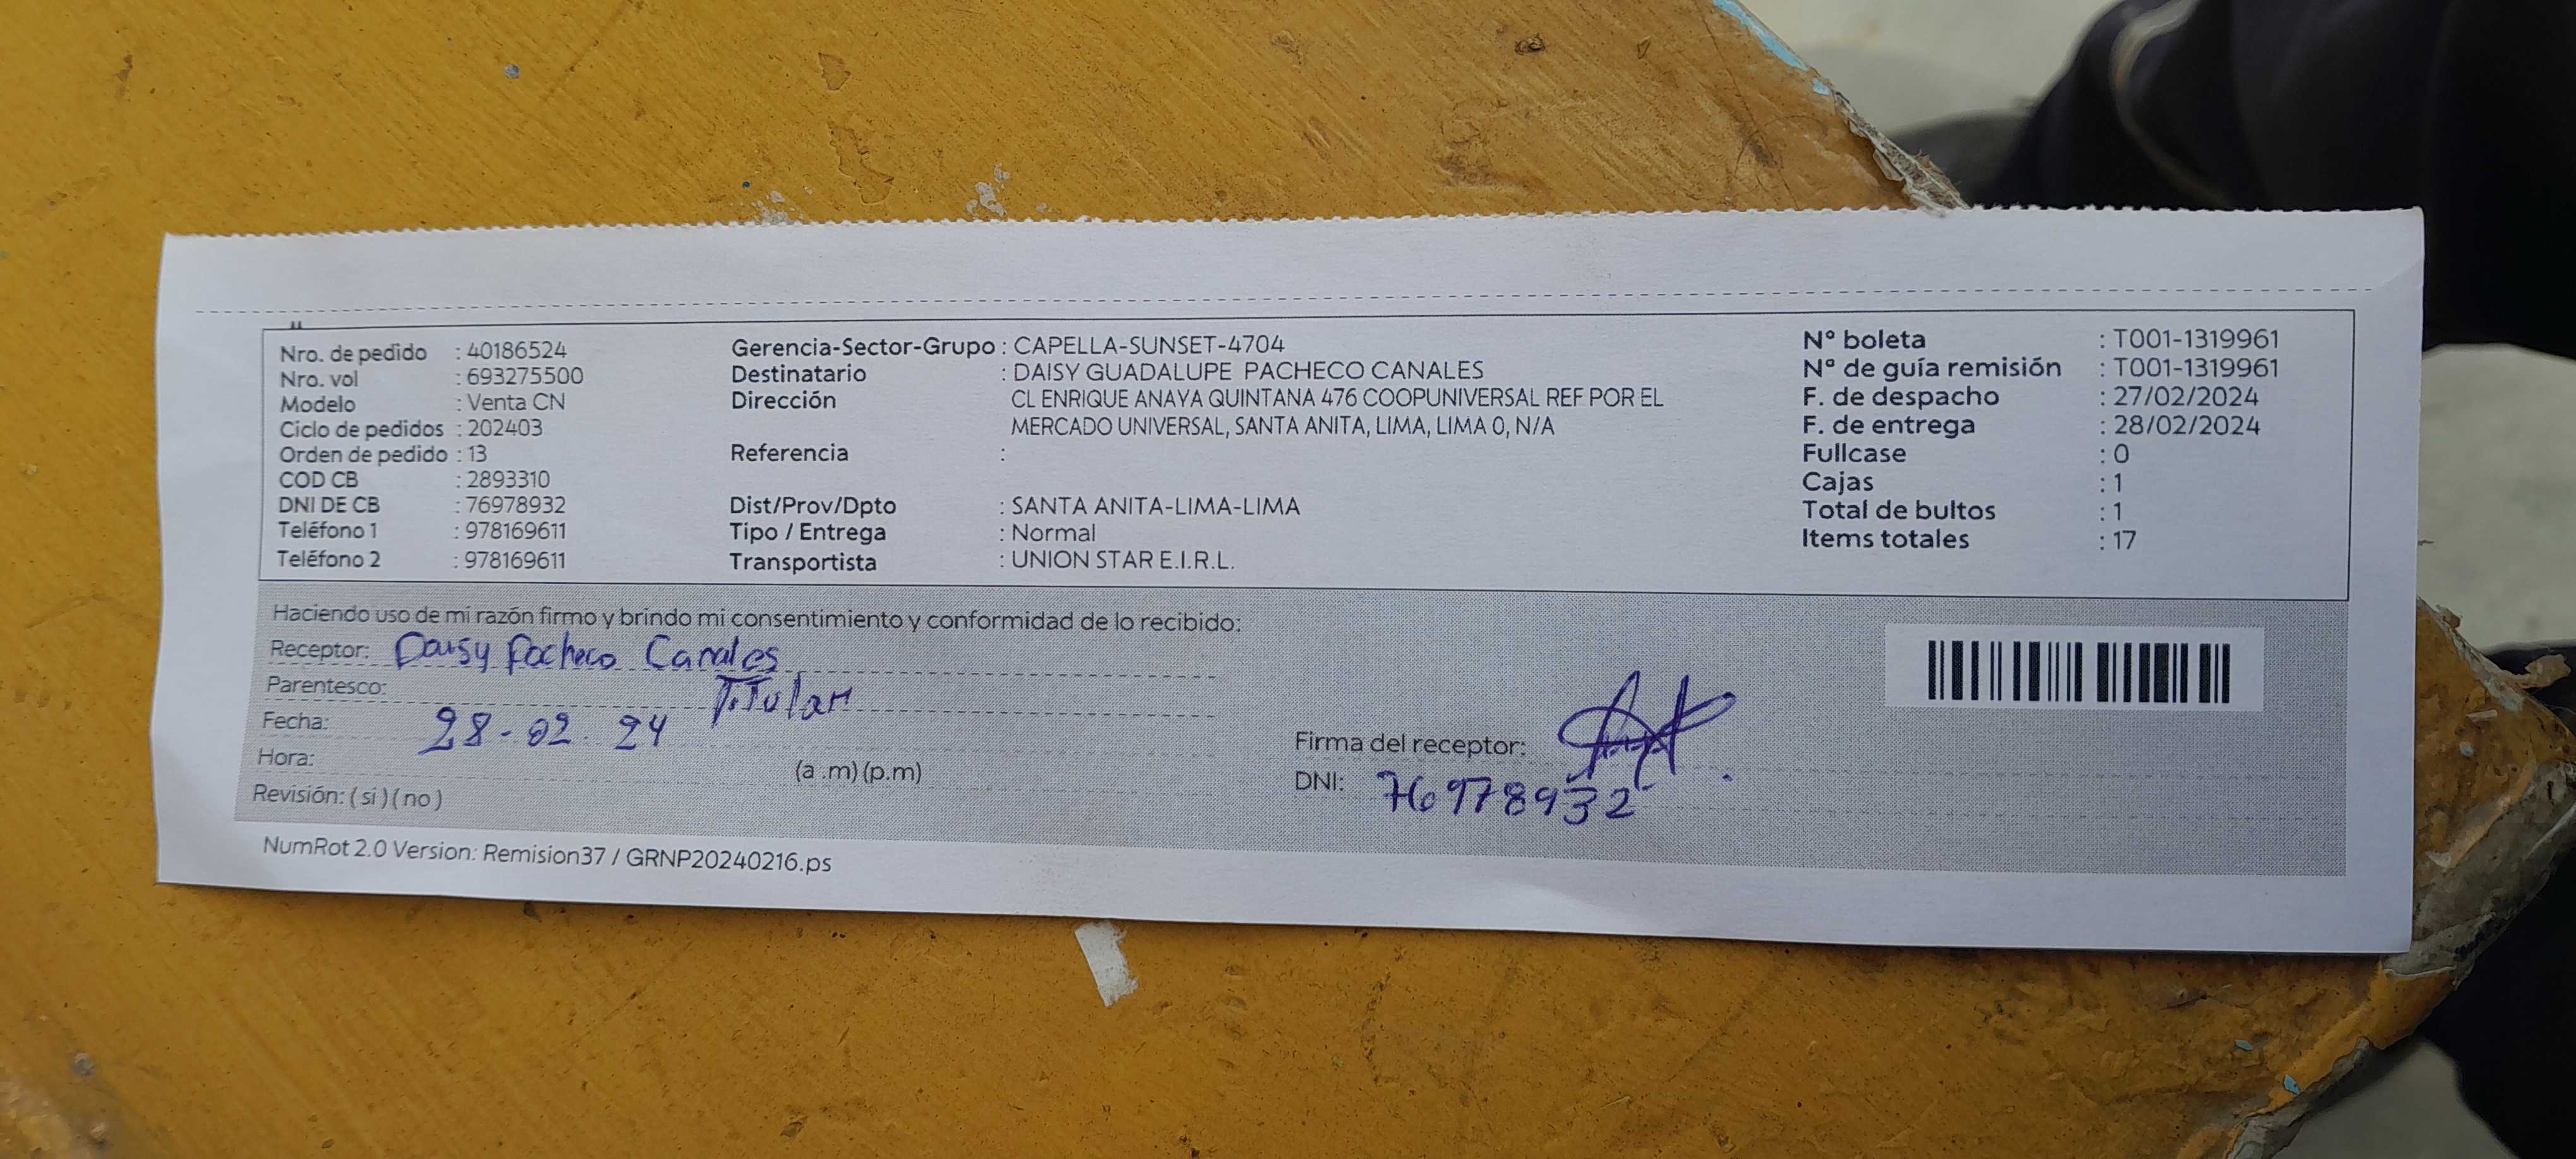 Nro. de pedido : 40186524
Nro. vol : 693275500
Modelo : Venta CN
Ciclo de pedidos : 202403
Orden de pedido : 13
COD CB : 2893310
DNI DE CB : 76978932
Teléfono 1 : 978169611
Teléfono 2 : 978169611
Gerencia-Sector-Grupo : CAPELLA-SUNSET-4704
Destinatario : DAISY GUADALUPE PACHECO CANALES
Dirección CL ENRIQUE ANAYA QUINTANA 476 COOPUNIVERSAL REF POR EL
MERCADO UNIVERSAL, SANTA ANITA, LIMA, LIMA 0, N/A
Referencia :
Dist/Prov/Dpto : SANTA ANITA-LIMA-LIMA
Tipo / Entrega : Normal
Transportista : UNION STAR E.I.R.L.
Nº boleta : T001-1319961
Nª de guía remisión : T001-1319961
F. de despacho : 27/02/2024
F. de entrega : 28/02/2024
Fullcase : 0
Cajas : 1
Total de bultos : 1
Items totales : 17
Haciendo uso de mi razón firmo y brindo mi consentimiento y conformidad de lo recibido:
Receptor: Daisy Pacheco Canales
Parentesco: Titular
Fecha: 28-02-24
Hora: (a .m) (p.m)
Revisión: ( si ) ( no )
Firma del receptor:
DNI: 76978932
NumRot 2.0 Version: Remision37 / GRNP20240216.ps